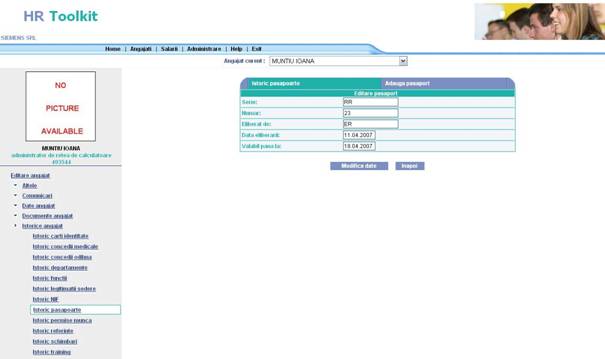 HR Toolkit
SIEMENS SRL
Home | Angajati | Salarii | Administrare | Help | Exit
Angajat curent : MUNTIU IOANA
NO
PICTURE
AVAILABLE
MUNTIU IOANA
administrator de retea de calculatoare
493544
Istoric pasapoarte Adauga pasaport
Editare pasaport
Serie: RR
Numar: 23
Eliberat de: ER
Data eliberarii: 11.04.2007
Valabil pana la: 18.04.2007
Modifica date Inapoi
Editare angajat
Altele
Comunicari
Date angajat
Documente angajat
Istorice angajat
Istoric carti identitate
Istoric concedii medicale
Istoric concedii odihna
Istoric departamente
Istoric functii
Istoric legitimatii sedere
Istoric NIF
Istoric pasapoarte
Istoric permise munca
Istoric referinte
Istoric schimburi
Istoric training